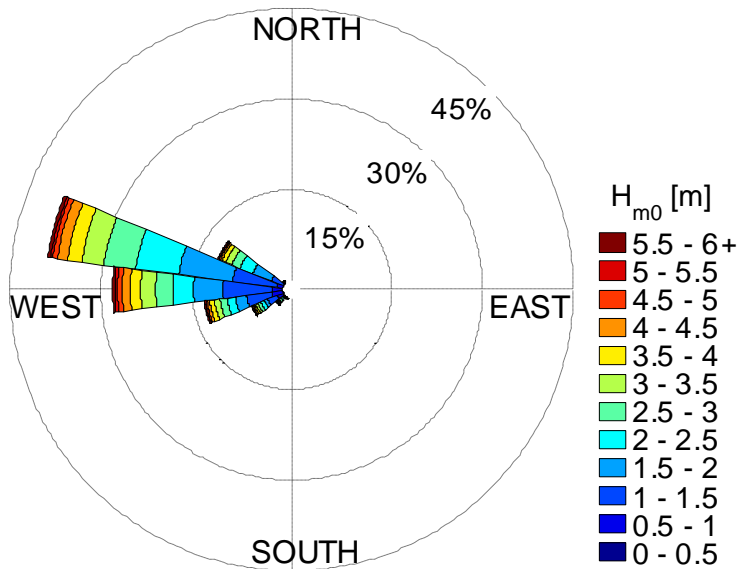 NORTH
45%
30%
15%
WEST
EAST
SOUTH
Hm0 [m]
5.5 - 6+
5 - 5.5
4.5 - 5
4 - 4.5
3.5 - 4
3 - 3.5
2.5 - 3
2 - 2.5
1.5 - 2
1 - 1.5
0.5 - 1
0 - 0.5